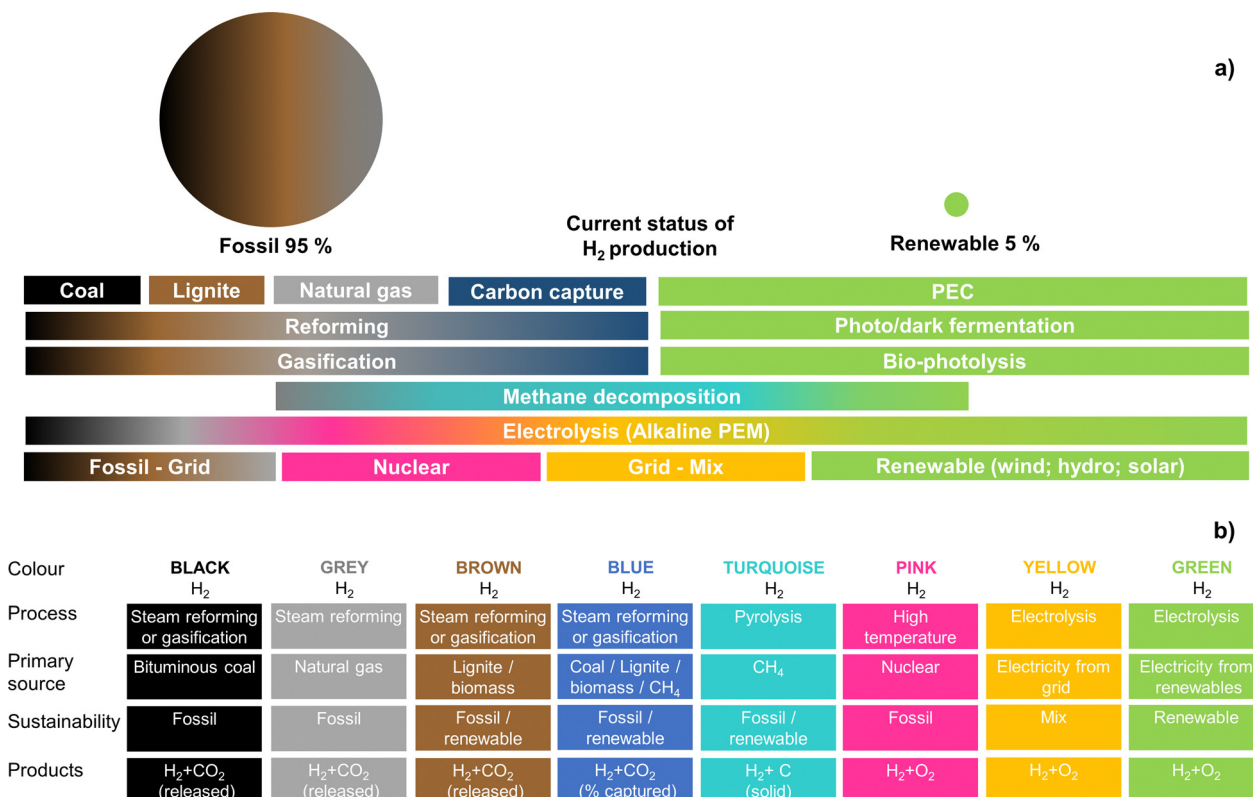 a)
Fossil 95 %
Current status of
H₂ production
Renewable 5 %
Coal
Lignite
Natural gas
Carbon capture
PEC
Reforming
Photo/dark fermentation
Gasification
Bio-photolysis
Methane decomposition
Electrolysis (Alkaline PEM)
Fossil - Grid
Nuclear
Grid - Mix
Renewable (wind; hydro; solar)
b)
Colour
BLACK
H₂
GREY
H₂
BROWN
H₂
BLUE
H₂
TURQUOISE
H₂
PINK
H₂
YELLOW
H₂
GREEN
H₂
Process
Steam reforming
or gasification
Steam reforming
Steam reforming
or gasification
Steam reforming
or gasification
Pyrolysis
High
temperature
Electrolysis
Electrolysis
Primary
source
Bituminous coal
Natural gas
Lignite /
biomass
Coal / Lignite /
biomass / CH₄
CH₄
Nuclear
Electricity from
grid
Electricity from
renewables
Sustainability
Fossil
Fossil
Fossil /
renewable
Fossil /
renewable
Fossil /
renewable
Fossil
Mix
Renewable
Products
H₂+CO₂
(released)
H₂+CO₂
(released)
H₂+CO₂
(released)
H₂+CO₂
(% captured)
H₂+ C
(solid)
H₂+O₂
H₂+O₂
H₂+O₂